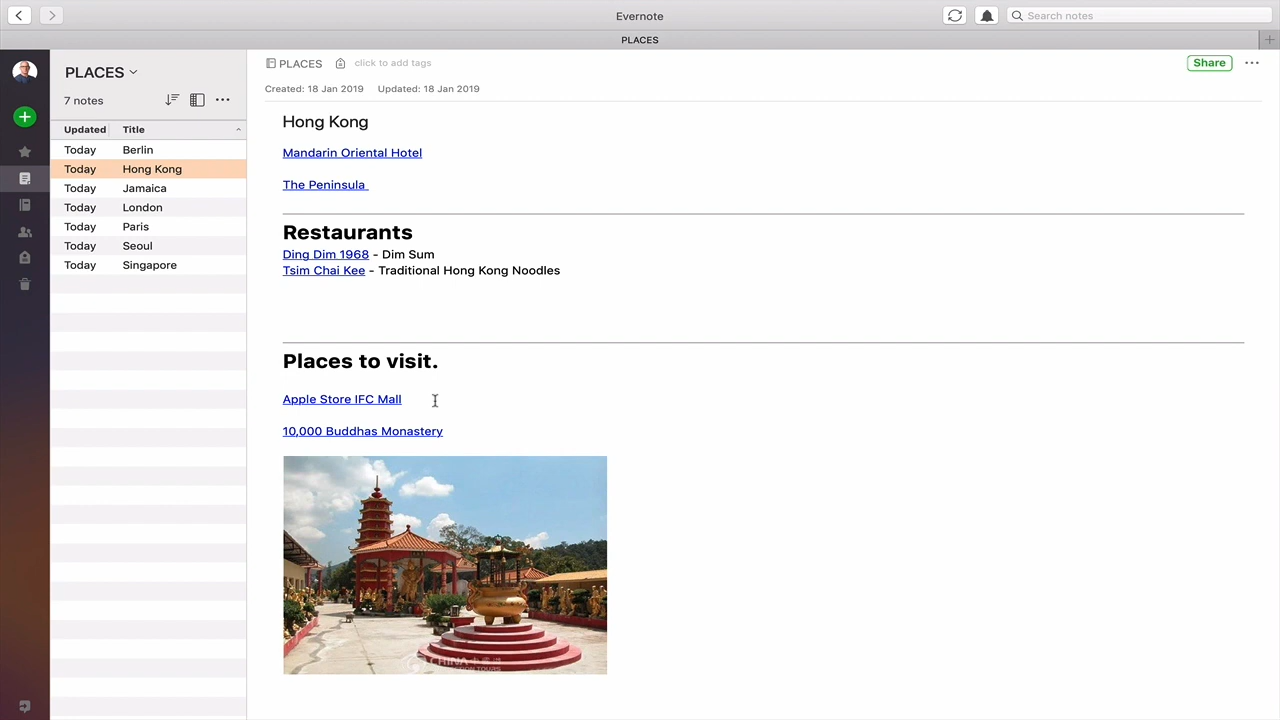 Evernote
Search notes
PLACES
PLACES
7 notes
Updated Title
Today Berlin
Today Hong Kong
Today Jamaica
Today London
Today Paris
Today Seoul
Today Singapore
PLACES click to add tags
Share
Created: 18 Jan 2019 Updated: 18 Jan 2019
Hong Kong
Mandarin Oriental Hotel
The Peninsula
Restaurants
Ding Dim 1968 - Dim Sum
Tsim Chai Kee - Traditional Hong Kong Noodles
Places to visit.
Apple Store IFC Mall
10,000 Buddhas Monastery
CHINA
TOURS